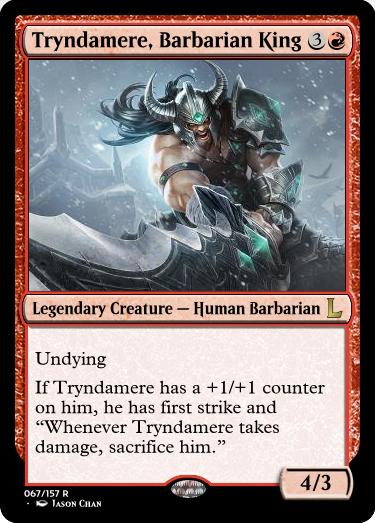 Tryndamere, Barbarian King 3
Legendary Creature — Human Barbarian L
Undying
If Tryndamere has a +1/+1 counter
on him, he has first strike and
“Whenever Tryndamere takes
damage, sacrifice him.”
4/3
067/157 R
· Jason Chan